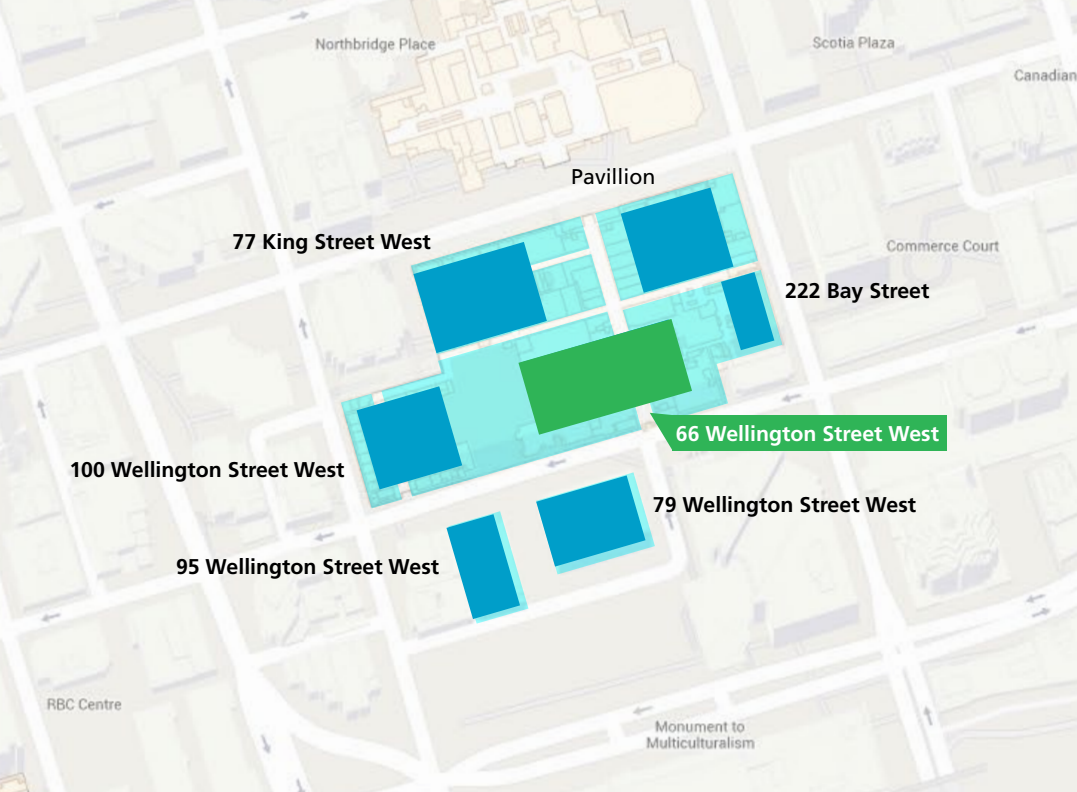 Northbridge Place
Scotia Plaza
Canadian
Pavillion
77 King Street West
Commerce Court
222 Bay Street
66 Wellington Street West
100 Wellington Street West
79 Wellington Street West
95 Wellington Street West
RBC Centre
Monument to
Multiculturalism